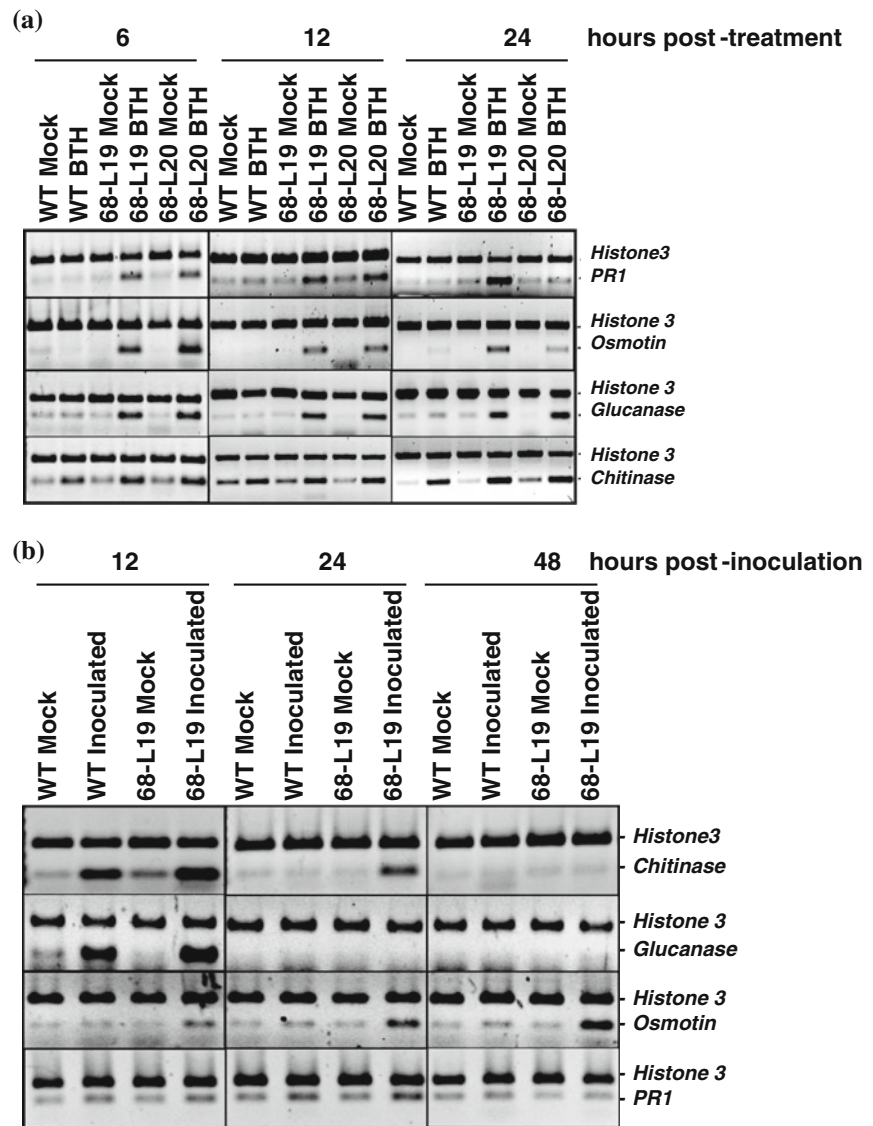 (a)
6 12 24 hours post-treatment
WT Mock WT BTH 68-L19 Mock 68-L19 BTH 68-L20 Mock 68-L20 BTH WT Mock WT BTH 68-L19 Mock 68-L19 BTH 68-L20 Mock 68-L20 BTH WT Mock WT BTH 68-L19 Mock 68-L19 BTH 68-L20 Mock 68-L20 BTH
Histone3
PR1
Histone 3
Osmotin
Histone 3
Glucanase
Histone 3
Chitinase
(b)
12 24 48 hours post-inoculation
WT Mock WT Inoculated 68-L19 Mock 68-L19 Inoculated WT Mock WT Inoculated 68-L19 Mock 68-L19 Inoculated WT Mock WT Inoculated 68-L19 Mock 68-L19 Inoculated
Histone3
Chitinase
Histone 3
Glucanase
Histone 3
Osmotin
Histone 3
PR1